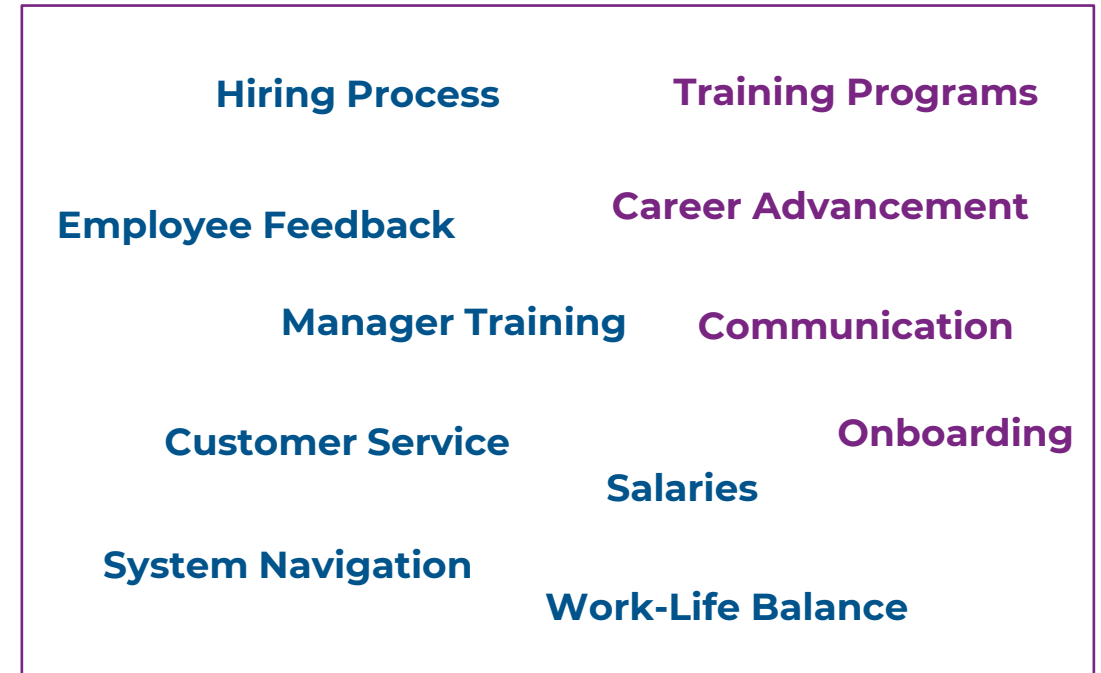 Hiring Process
Training Programs
Career Advancement
Employee Feedback
Manager Training
Communication
Customer Service
Onboarding
Salaries
System Navigation
Work-Life Balance